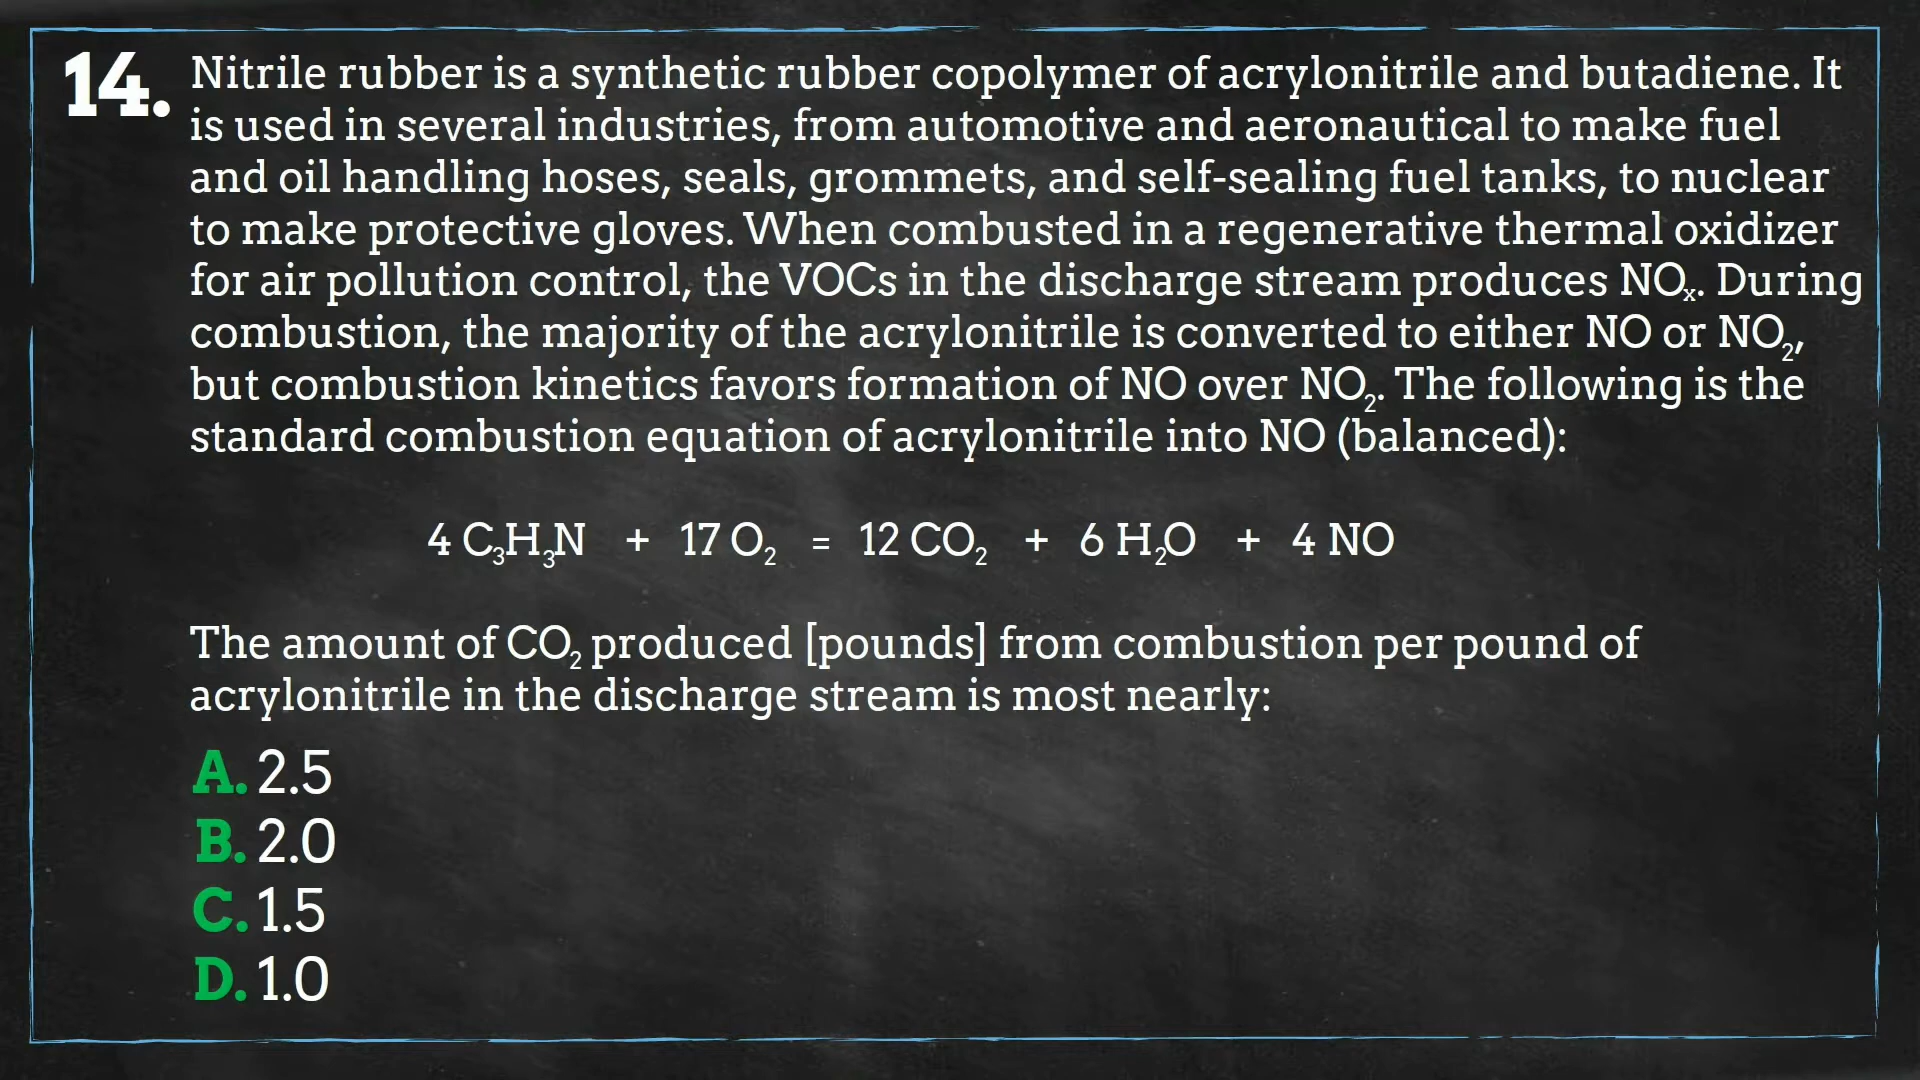 14. Nitrile rubber is a synthetic rubber copolymer of acrylonitrile and butadiene. It
is used in several industries, from automotive and aeronautical to make fuel
and oil handling hoses, seals, grommets, and self-sealing fuel tanks, to nuclear
to make protective gloves. When combusted in a regenerative thermal oxidizer
for air pollution control, the VOCs in the discharge stream produces NOₓ. During
combustion, the majority of the acrylonitrile is converted to either NO or NO₂,
but combustion kinetics favors formation of NO over NO₂. The following is the
standard combustion equation of acrylonitrile into NO (balanced):
4 C₃H₃N + 17 O₂ = 12 CO₂ + 6 H₂O + 4 NO
The amount of CO₂ produced [pounds] from combustion per pound of
acrylonitrile in the discharge stream is most nearly:
A. 2.5
B. 2.0
C. 1.5
D. 1.0